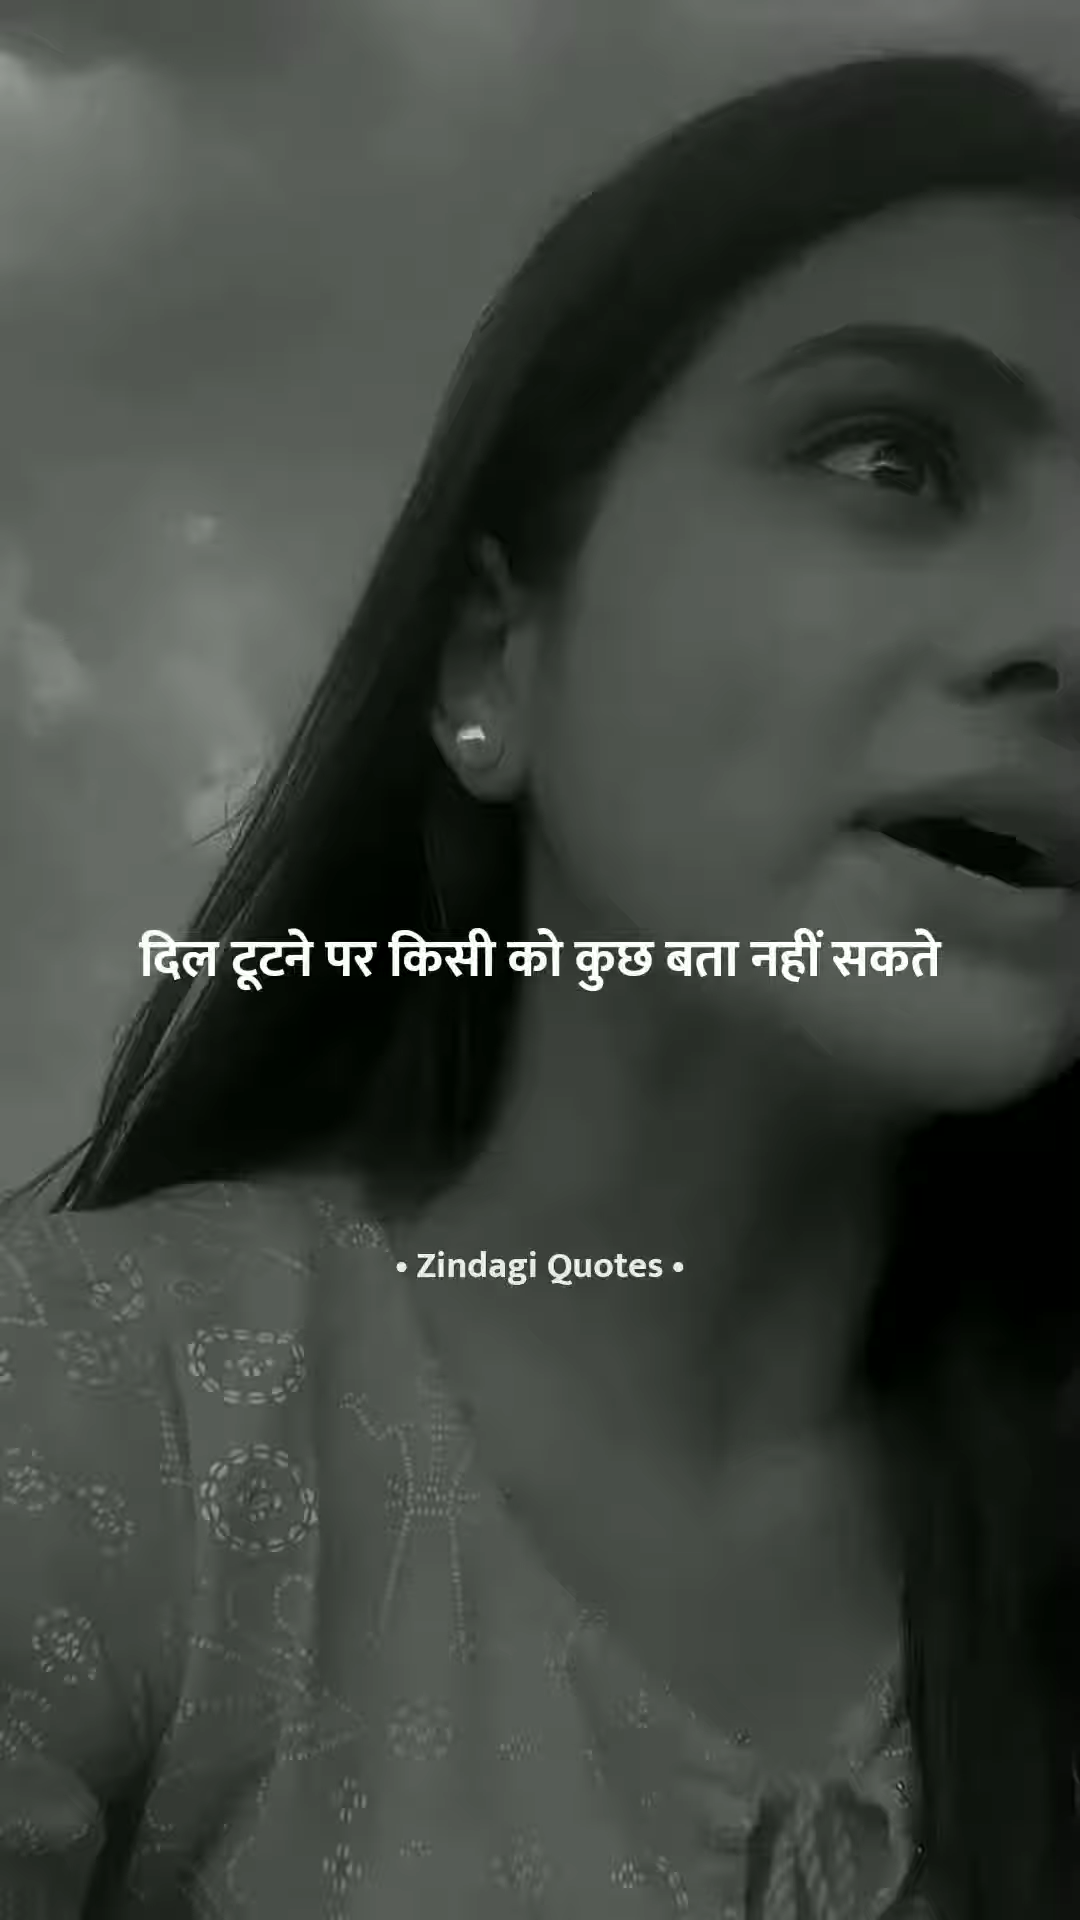 दिल टूटने पर किसी को कुछ बता नहीं सकते
• Zindagi Quotes •